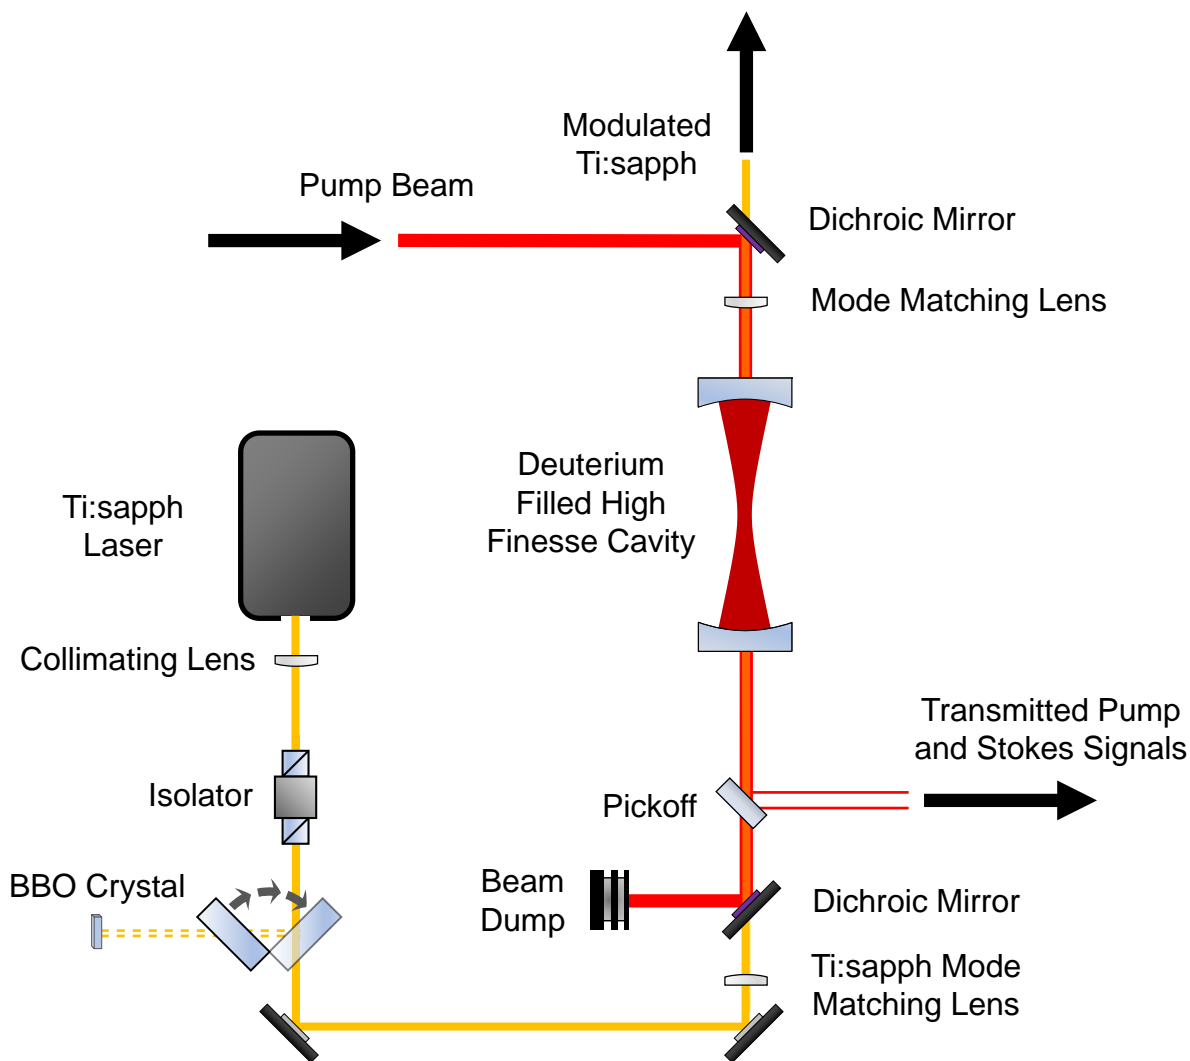 Modulated
Ti:sapph
Pump Beam
Dichroic Mirror
Mode Matching Lens
Deuterium
Filled High
Finesse Cavity
Ti:sapph
Laser
Collimating Lens
Transmitted Pump
and Stokes Signals
Isolator
Pickoff
BBO Crystal
Beam
Dump
Dichroic Mirror
Ti:sapph Mode
Matching Lens